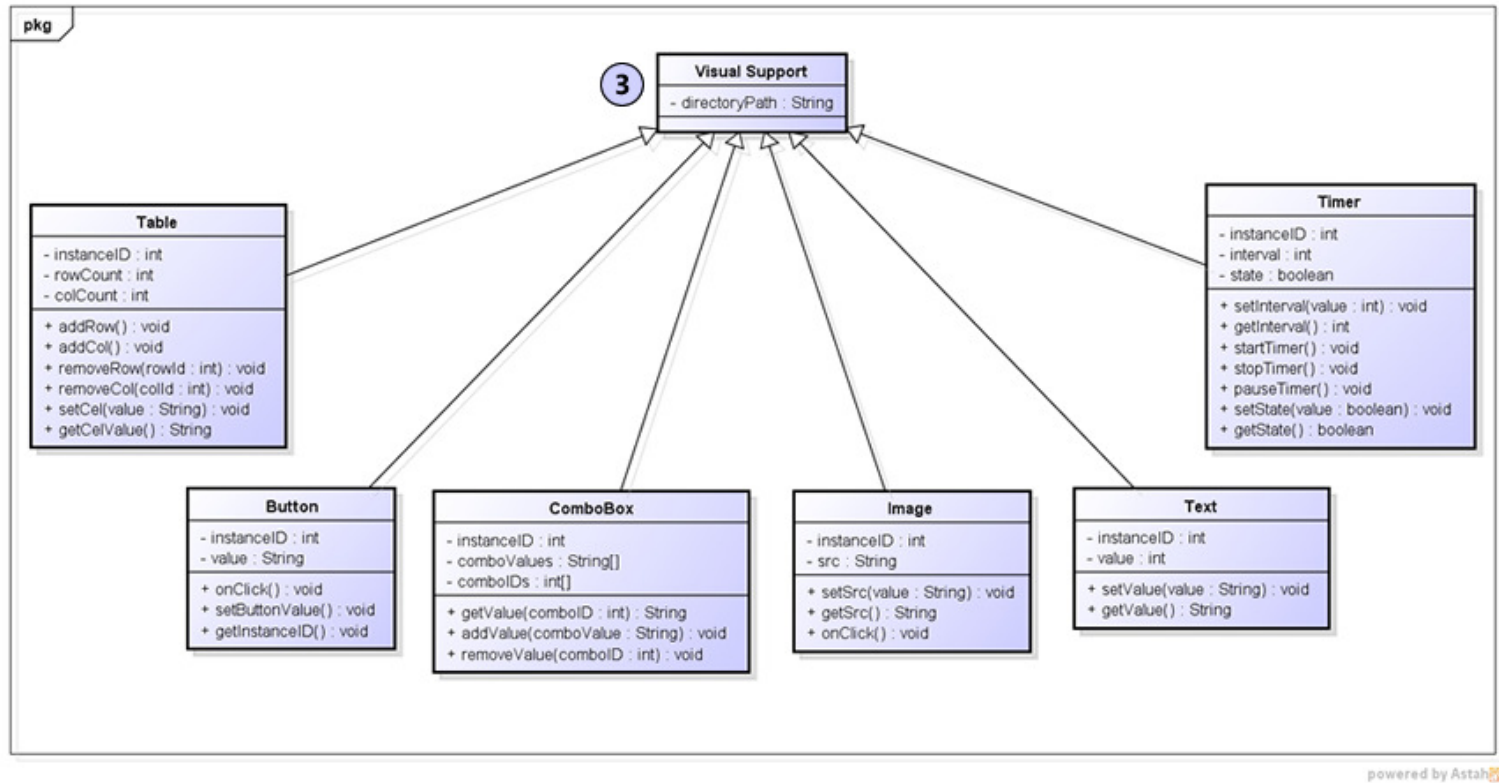 pkg
3
Visual Support
- directoryPath : String
Table
- instanceID : int
- rowCount : int
- colCount : int
+ addRow() : void
+ addCol() : void
+ removeRow(rowId : int) : void
+ removeCol(colId : int) : void
+ setCel(value : String) : void
+ getCelValue() : String
Timer
- instanceID : int
- interval : int
- state : boolean
+ setInterval(value : int) : void
+ getInterval() : int
+ startTimer() : void
+ stopTimer() : void
+ pauseTimer() : void
+ setState(value : boolean) : void
+ getState() : boolean
Button
- instanceID : int
- value : String
+ onClick() : void
+ setButtonValue() : void
+ getInstanceID() : void
ComboBox
- instanceID : int
- comboValues : String[]
- comboIDs : int[]
+ getValue(comboID : int) : String
+ addValue(comboValue : String) : void
+ removeValue(comboID : int) : void
Image
- instanceID : int
- src : String
+ setSrc(value : String) : void
+ getSrc() : String
+ onClick() : void
Text
- instanceID : int
- value : int
+ setValue(value : String) : void
+ getValue() : String
powered by Astah